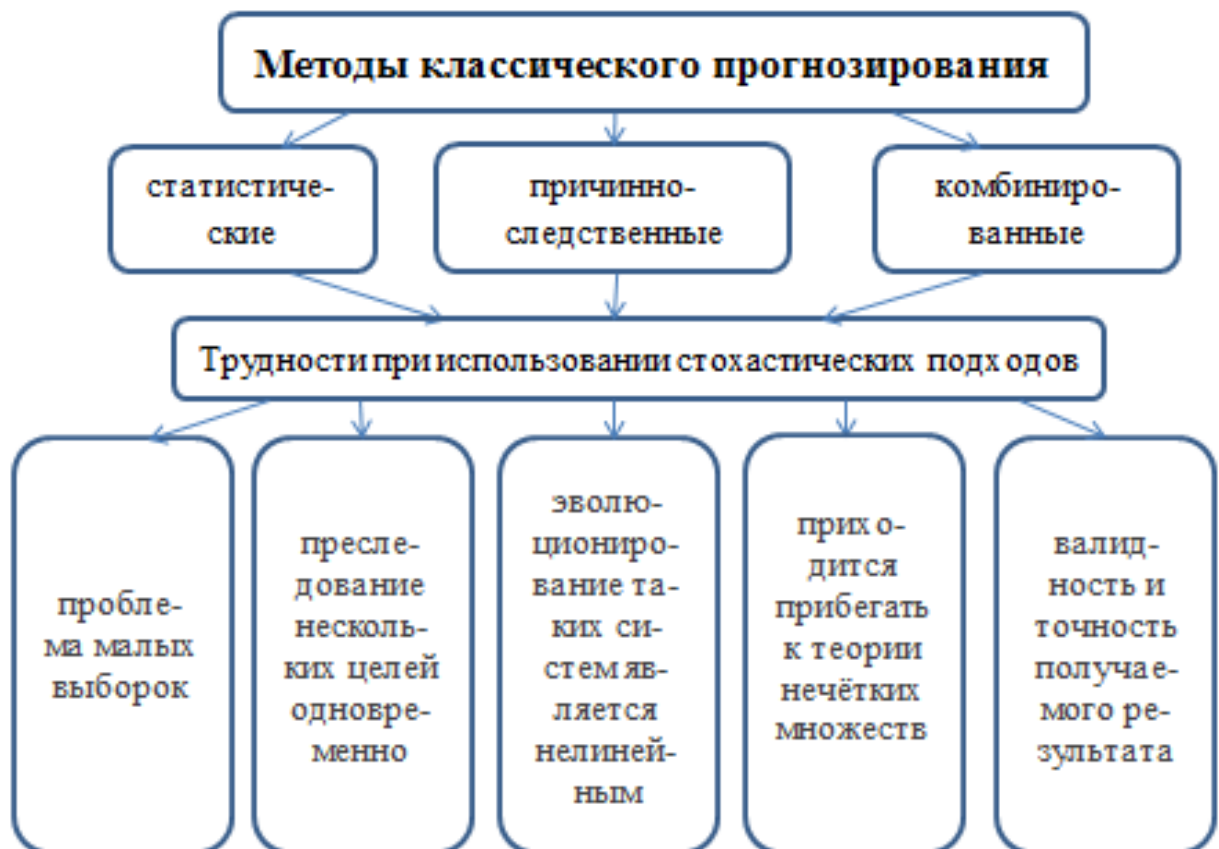 Методы классического прогнозирования
статистиче-
ские
причинно-
следственные
комбиниро-
ванные
Трудности при использовании стохастических подходов
пробле-
ма малых
выборок
пресле-
дование
несколь-
ких целей
одновре-
менно
эволю-
циониро-
вание та-
ких си-
стем яв-
ляется
нелиней-
ным
прихо-
дится
прибегать
к теории
нечётких
множеств
валид-
ность и
точность
получае-
мого ре-
зультата